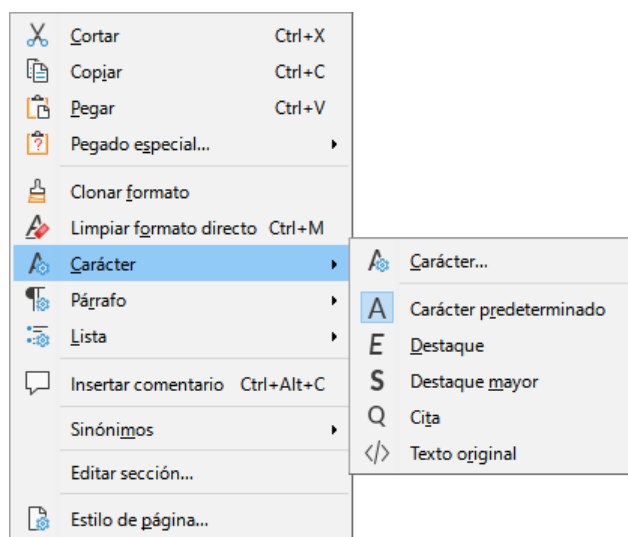 Cortar Ctrl+X
Copiar Ctrl+C
Pegar Ctrl+V
Pegado especial...
Clonar formato
Limpiar formato directo Ctrl+M
Carácter
Párrafo
Lista
Insertar comentario Ctrl+Alt+C
Sinónimos
Editar sección...
Estilo de página...
Carácter...
A Carácter predeterminado
E Destaque
S Destaque mayor
Q Cita
</> Texto original